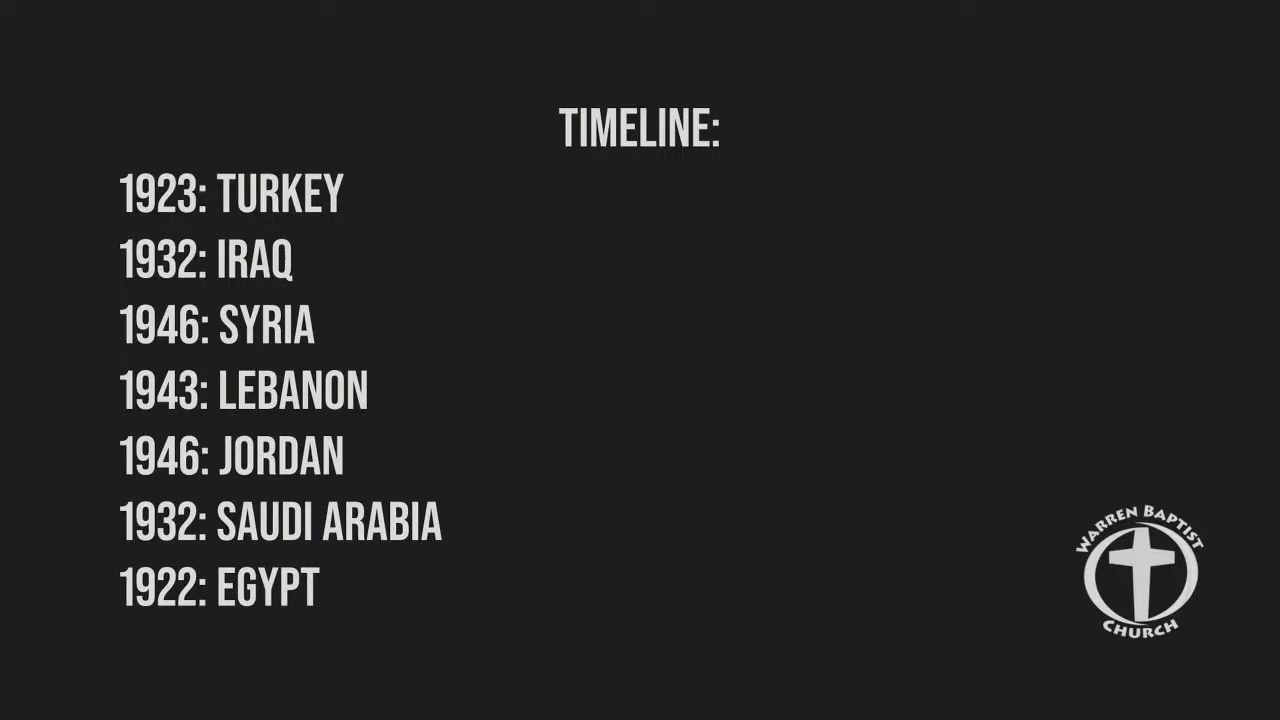 TIMELINE:
1923: TURKEY
1932: IRAQ
1946: SYRIA
1943: LEBANON
1946: JORDAN
1932: SAUDI ARABIA
1922: EGYPT
WARREN BAPTIST
CHURCH